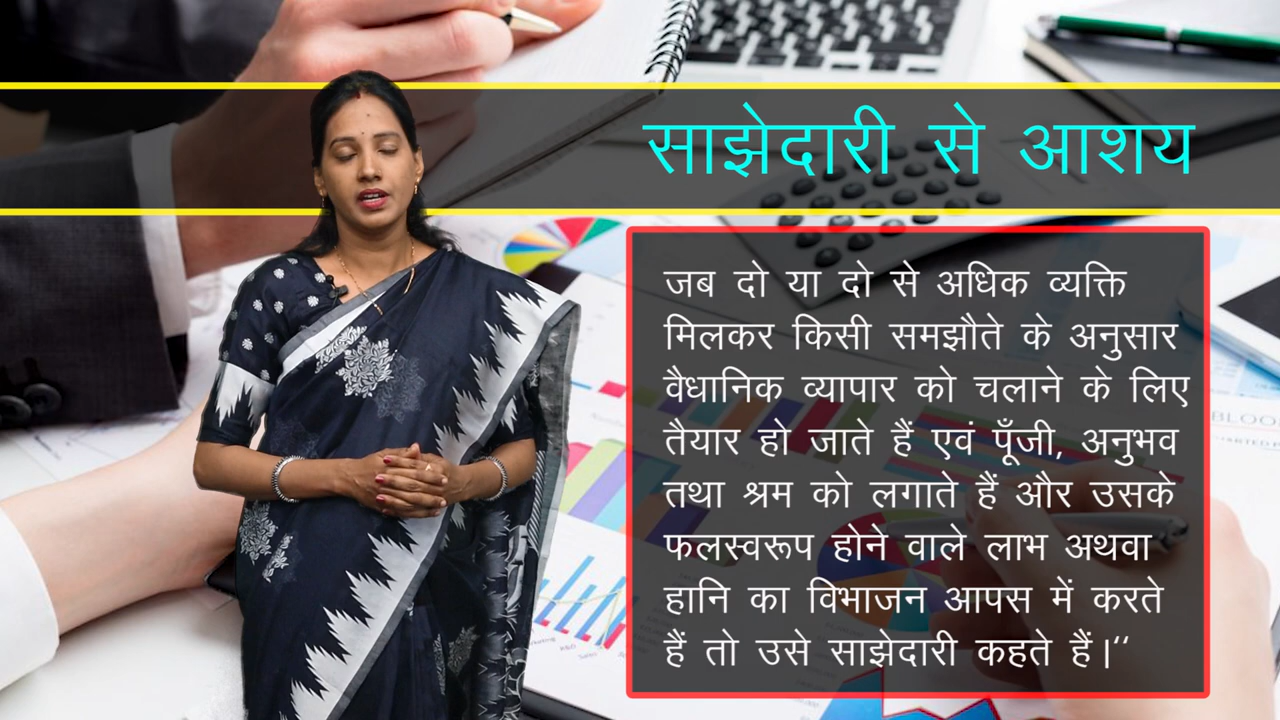 साझेदारी से आशय
जब दो या दो से अधिक व्यक्ति
मिलकर किसी समझौते के अनुसार
वैधानिक व्यापार को चलाने के लिए
तैयार हो जाते हैं एवं पूँजी, अनुभव
तथा श्रम को लगाते हैं और उसके
फलस्वरूप होने वाले लाभ अथवा
हानि का विभाजन आपस में करते
हैं तो उसे साझेदारी कहते हैं।‘‘